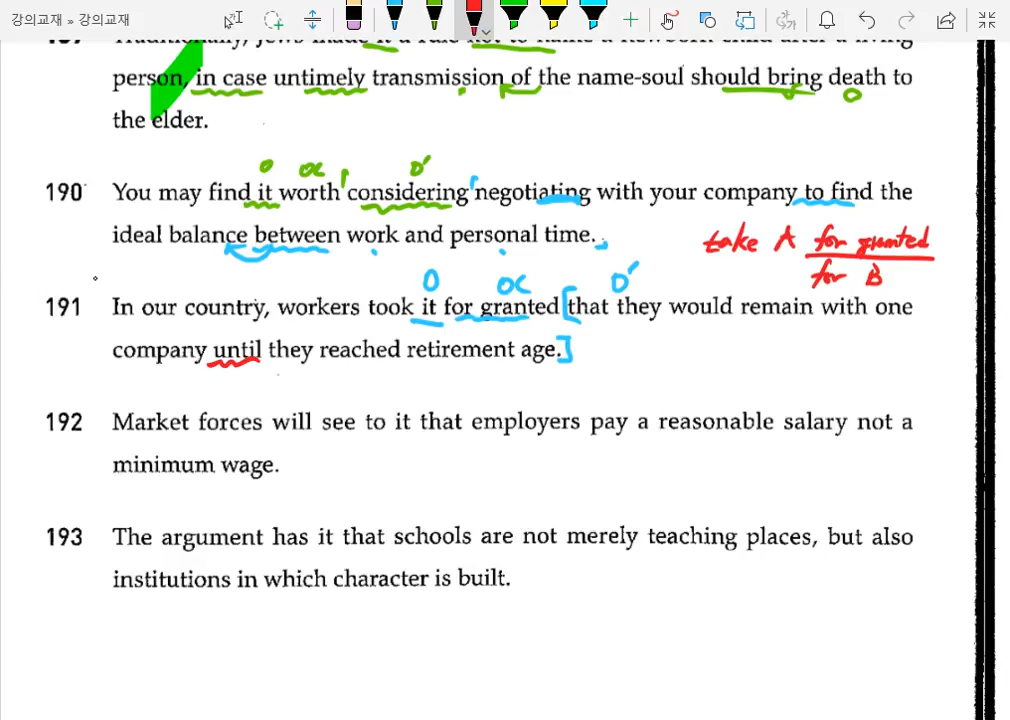 강의교재 » 강의교재
person, in case untimely transmission of the name-soul should bring death to
the elder.
O OC O'
190 You may find it worth considering negotiating with your company to find the
ideal balance between work and personal time.
take A for granted
for B
O OC O'
191 In our country, workers took it for granted [that they would remain with one
company until they reached retirement age.]
192 Market forces will see to it that employers pay a reasonable salary not a
minimum wage.
193 The argument has it that schools are not merely teaching places, but also
institutions in which character is built.